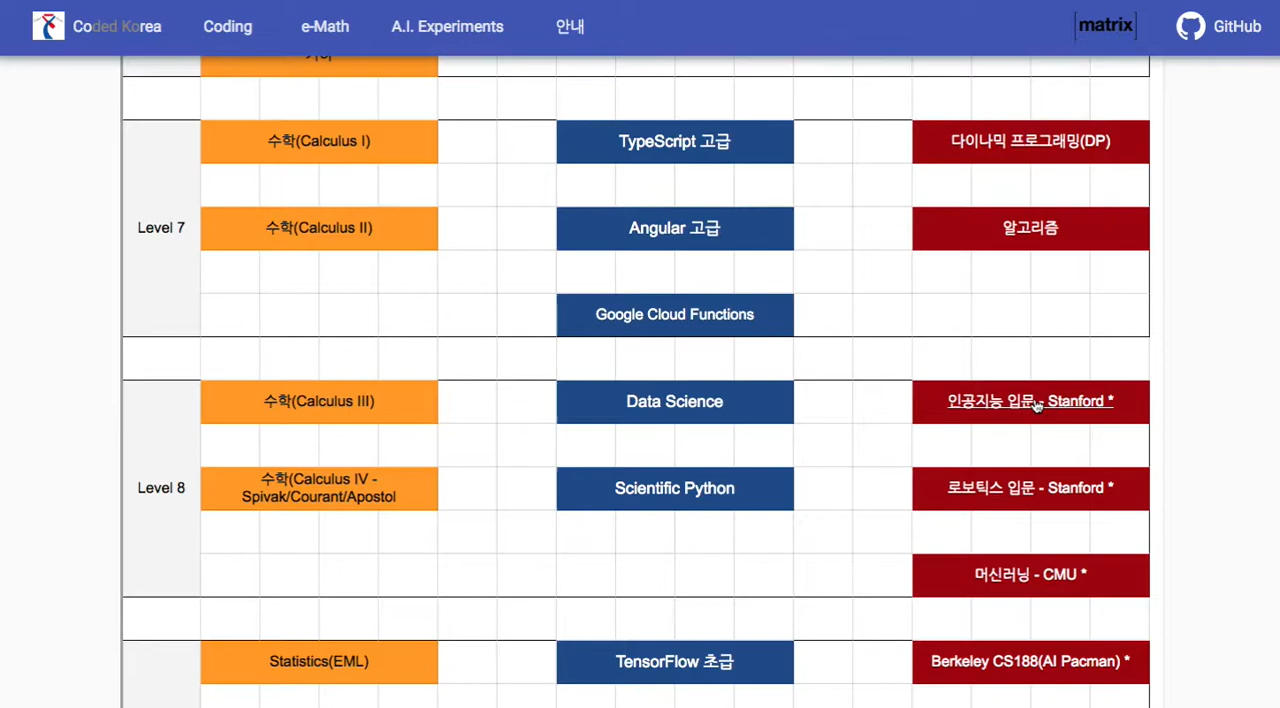 Coded Korea
Coding
e-Math
A.I. Experiments
안내
matrix
GitHub
수학(Calculus I)
TypeScript 고급
다이나믹 프로그래밍(DP)
Level 7
수학(Calculus II)
Angular 고급
알고리즘
Google Cloud Functions
수학(Calculus III)
Data Science
인공지능 입문 - Stanford *
Level 8
수학(Calculus IV -
Spivak/Courant/Apostol
Scientific Python
로보틱스 입문 - Stanford *
머신러닝 - CMU *
Statistics(EML)
TensorFlow 초급
Berkeley CS188(AI Pacman) *